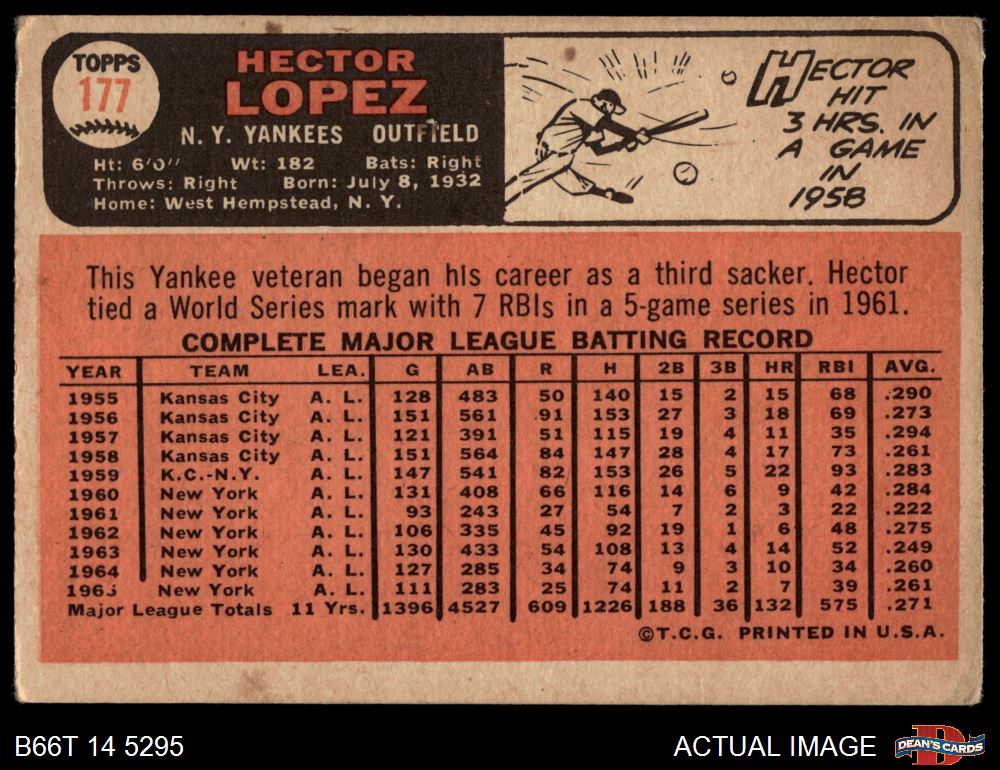 TOPPS
177
HECTOR
LOPEZ
N. Y. YANKEES OUTFIELD
Ht: 6'0" Wt: 182 Bats: Right
Throws: Right Born: July 8, 1932
Home: West Hempstead, N. Y.
HECTOR
HIT
3 HRS. IN
A GAME
IN
1958
This Yankee veteran began his career as a third sacker. Hector
tied a World Series mark with 7 RBIs in a 5-game series in 1961.
COMPLETE MAJOR LEAGUE BATTING RECORD
YEAR TEAM LEA. G AB R H 2B 3B HR RBI AVG.
1955 Kansas City A. L. 128 483 50 140 15 2 15 68 .290
1956 Kansas City A. L. 151 561 91 153 27 3 18 69 .273
1957 Kansas City A. L. 121 391 51 115 19 4 11 35 .294
1958 Kansas City A. L. 151 564 84 147 28 4 17 73 .261
1959 K.C.-N.Y. A. L. 147 541 82 153 26 5 22 93 .283
1960 New York A. L. 131 408 66 116 14 6 9 42 .284
1961 New York A. L. 93 243 27 54 7 2 3 22 .222
1962 New York A. L. 106 335 45 92 19 1 6 48 .275
1963 New York A. L. 130 433 54 108 13 4 14 52 .249
1964 New York A. L. 127 285 34 74 9 3 10 34 .260
1965 New York A. L. 111 283 25 74 11 2 7 39 .261
Major League Totals 11 Yrs. 1396 4527 609 1226 188 36 132 575 .271
©T.C.G. PRINTED IN U.S.A.
B66T 14 5295
ACTUAL IMAGE
DEAN'S CARDS